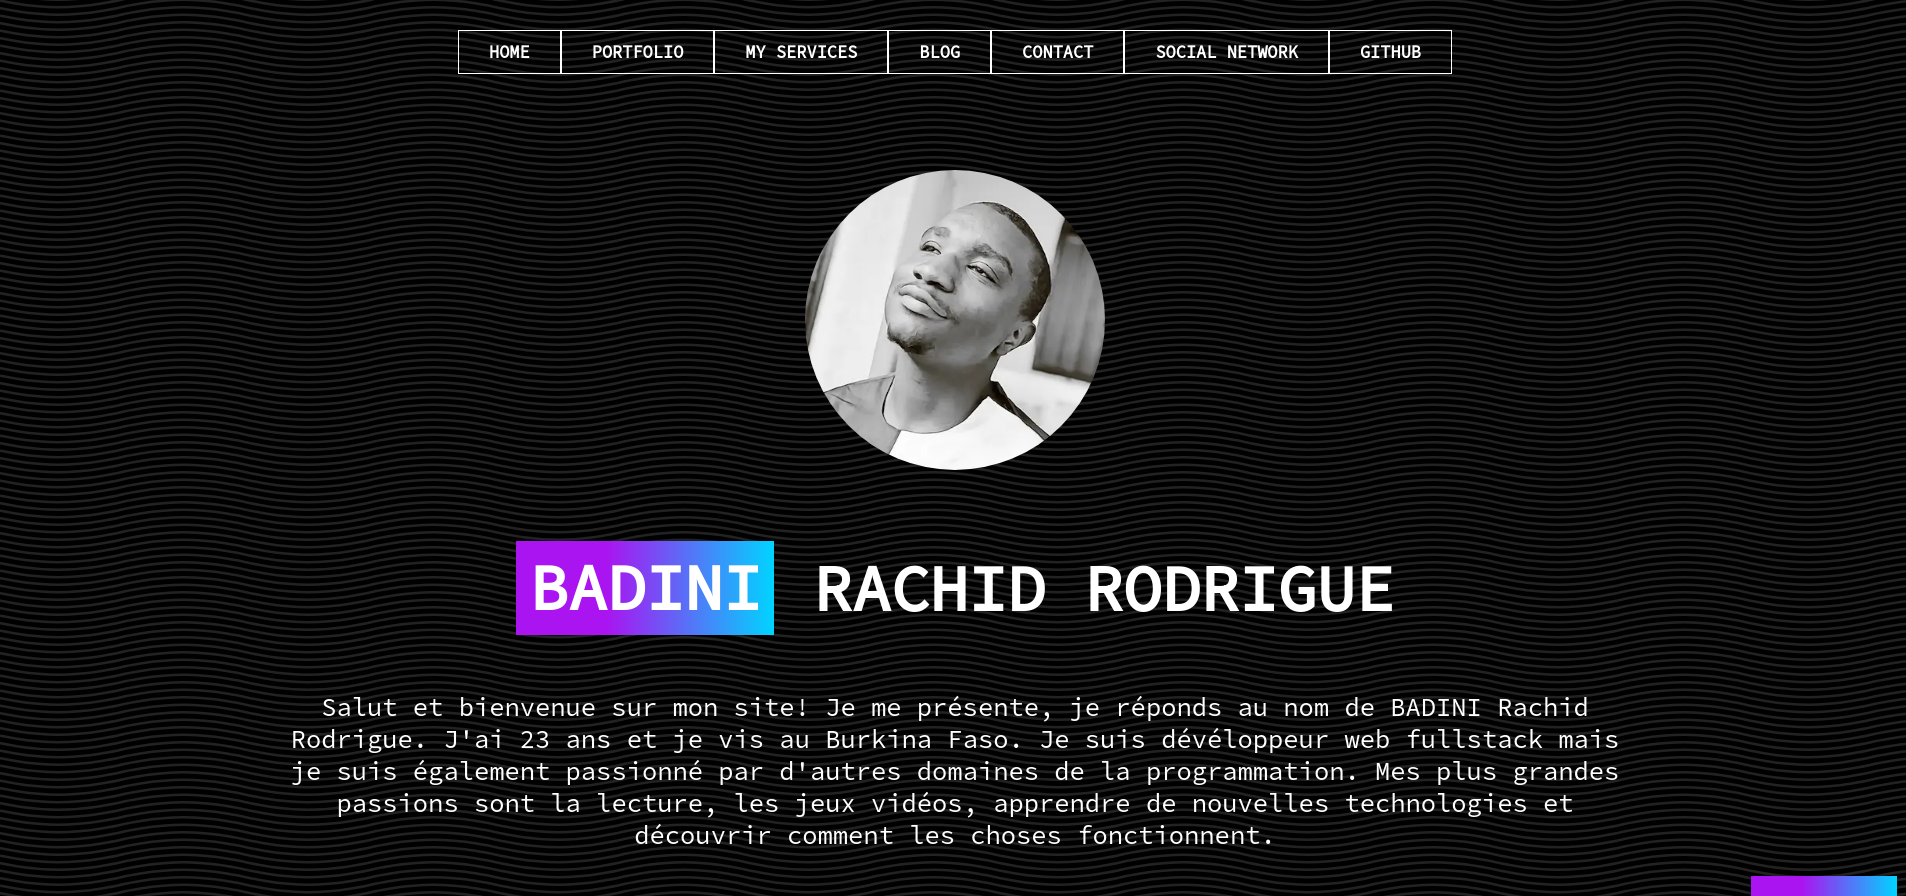 HOME PORTFOLIO MY SERVICES BLOG CONTACT SOCIAL NETWORK GITHUB
BADINI RACHID RODRIGUE
Salut et bienvenue sur mon site! Je me présente, je réponds au nom de BADINI Rachid
Rodrigue. J'ai 23 ans et je vis au Burkina Faso. Je suis dévéloppeur web fullstack mais
je suis également passionné par d'autres domaines de la programmation. Mes plus grandes
passions sont la lecture, les jeux vidéos, apprendre de nouvelles technologies et
découvrir comment les choses fonctionnent.